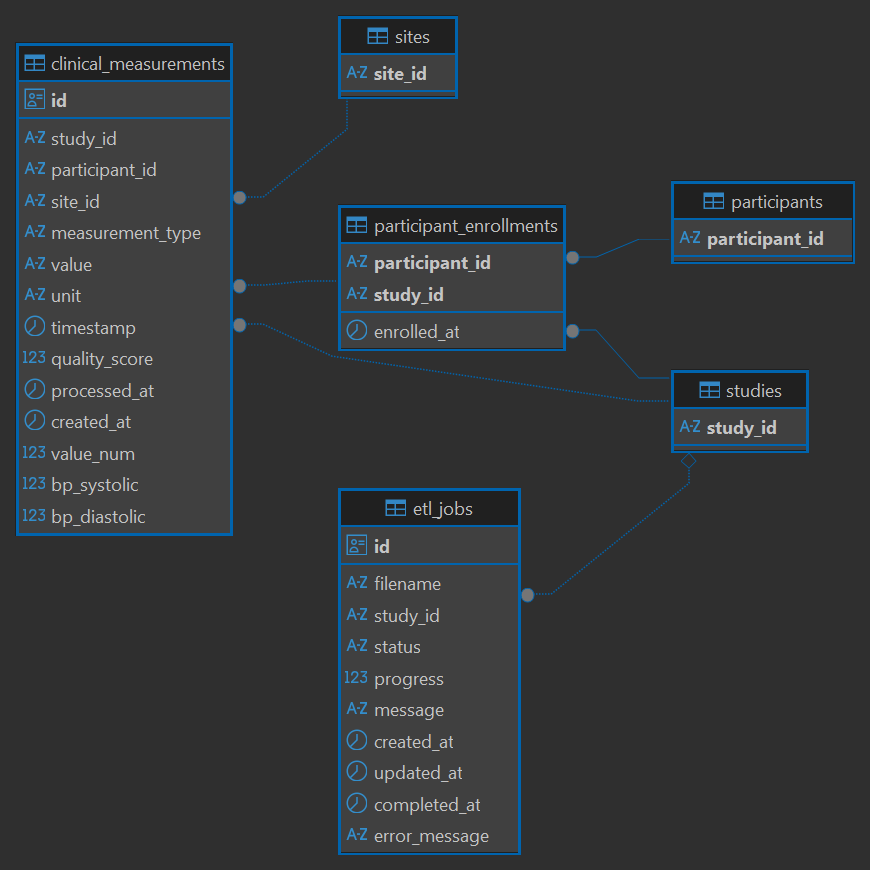 clinical_measurements
id
A-Z study_id
A-Z participant_id
A-Z site_id
A-Z measurement_type
A-Z value
A-Z unit
timestamp
123 quality_score
processed_at
created_at
123 value_num
123 bp_systolic
123 bp_diastolic
sites
A-Z site_id
participant_enrollments
A-Z participant_id
A-Z study_id
enrolled_at
participants
A-Z participant_id
studies
A-Z study_id
etl_jobs
id
A-Z filename
A-Z study_id
A-Z status
123 progress
A-Z message
created_at
updated_at
completed_at
A-Z error_message